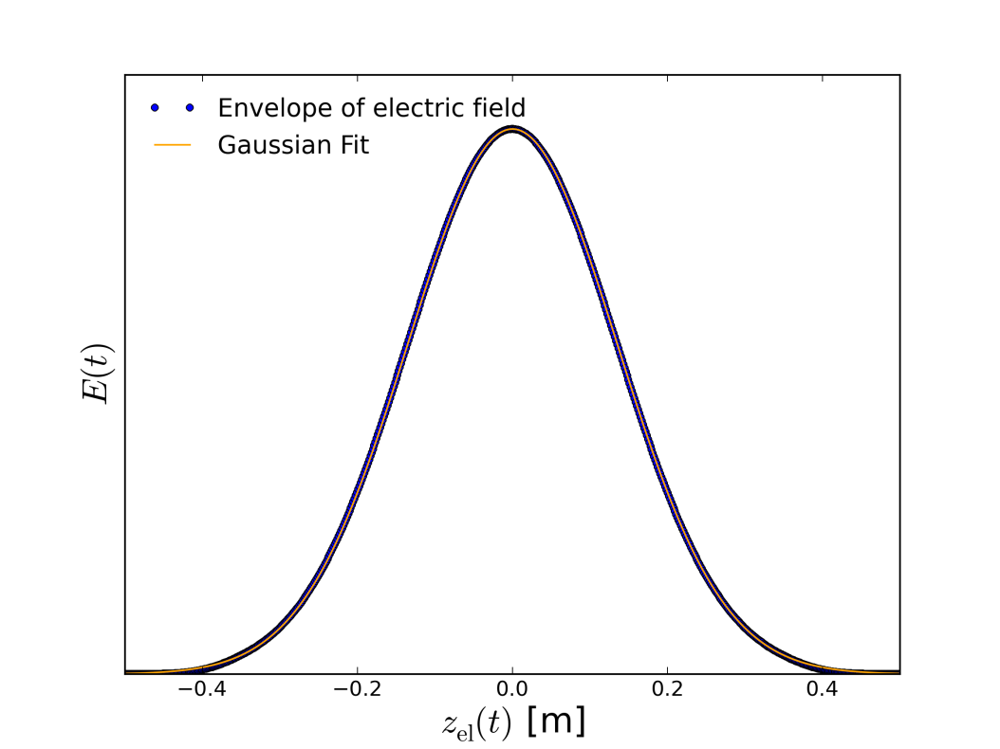 Envelope of electric field
Gaussian Fit
E(t)
−0.4 −0.2 0.0 0.2 0.4
z_el(t) [m]